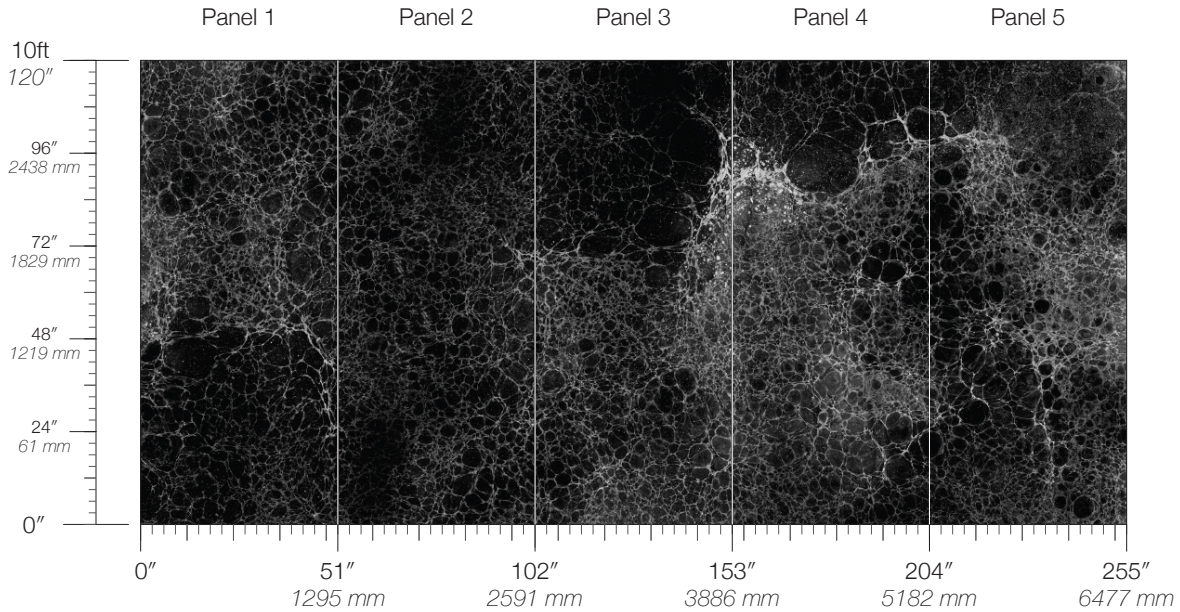 Panel 1 Panel 2 Panel 3 Panel 4 Panel 5
10ft
120″
96″
2438 mm
72″
1829 mm
48″
1219 mm
24″
61 mm
0″
0″ 51″ 102″ 153″ 204″ 255″
1295 mm 2591 mm 3886 mm 5182 mm 6477 mm